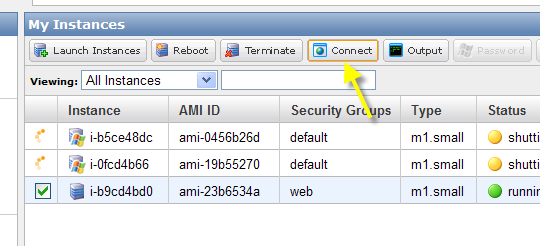 My Instances
Launch Instances Reboot Terminate Connect Output Password
Viewing: All Instances
Instance AMI ID Security Groups Type Status
i-b5ce48dc ami-0456b26d default m1.small shutti
i-0fcd4b66 ami-19b55270 default m1.small shutti
i-b9cd4bd0 ami-23b6534a web m1.small runnin